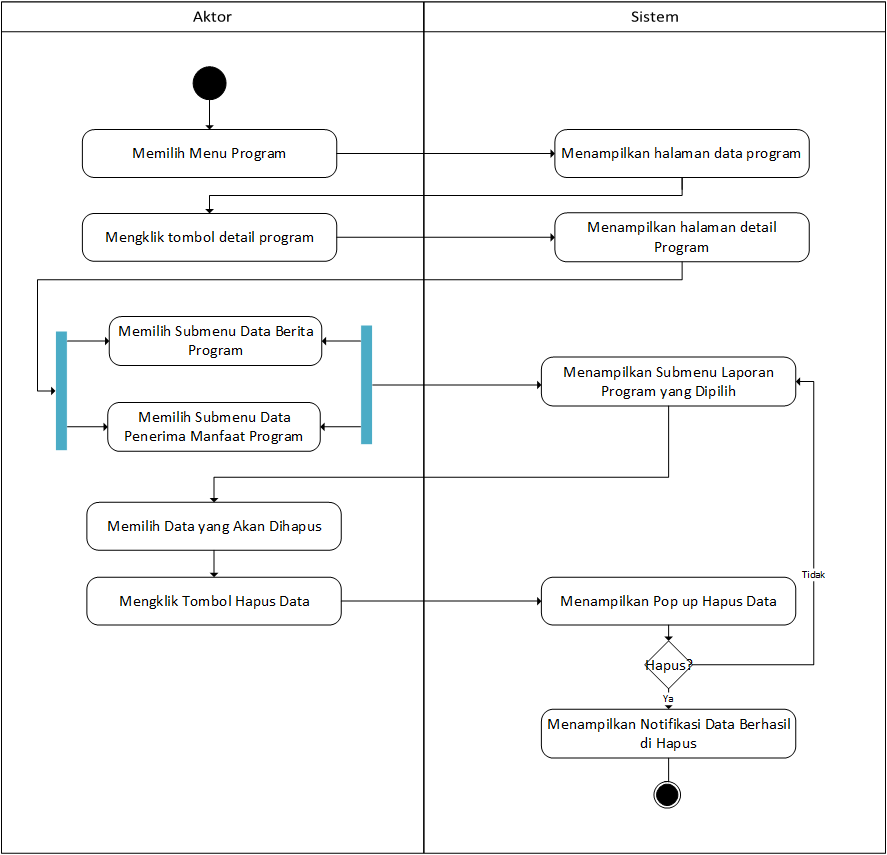 Aktor
Sistem
Memilih Menu Program
Menampilkan halaman data program
Mengklik tombol detail program
Menampilkan halaman detail
Program
Memilih Submenu Data Berita
Program
Menampilkan Submenu Laporan
Program yang Dipilih
Memilih Submenu Data
Penerima Manfaat Program
Memilih Data yang Akan Dihapus
Tidak
Mengklik Tombol Hapus Data
Menampilkan Pop up Hapus Data
Hapus?
Ya
Menampilkan Notifikasi Data Berhasil
di Hapus